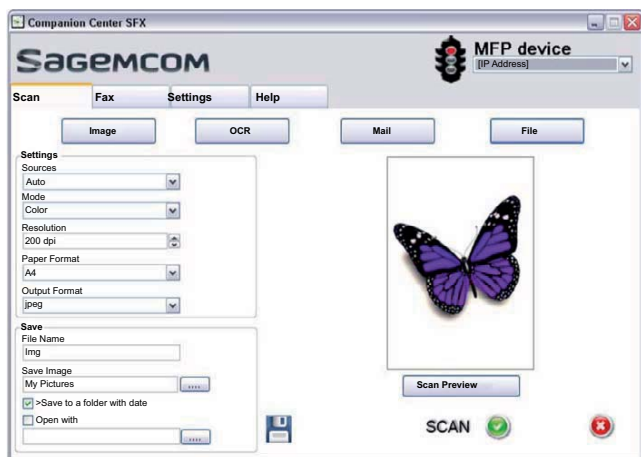 Companion Center SFX
Sagemcom
MFP device
[IP Address]
Scan Fax Settings Help
Image OCR Mail File
Settings
Sources
Auto
Mode
Color
Resolution
200 dpi
Paper Format
A4
Output Format
jpeg
Save
File Name
Img
Save Image
My Pictures
....
>Save to a folder with date
Open with
....
Scan Preview
SCAN